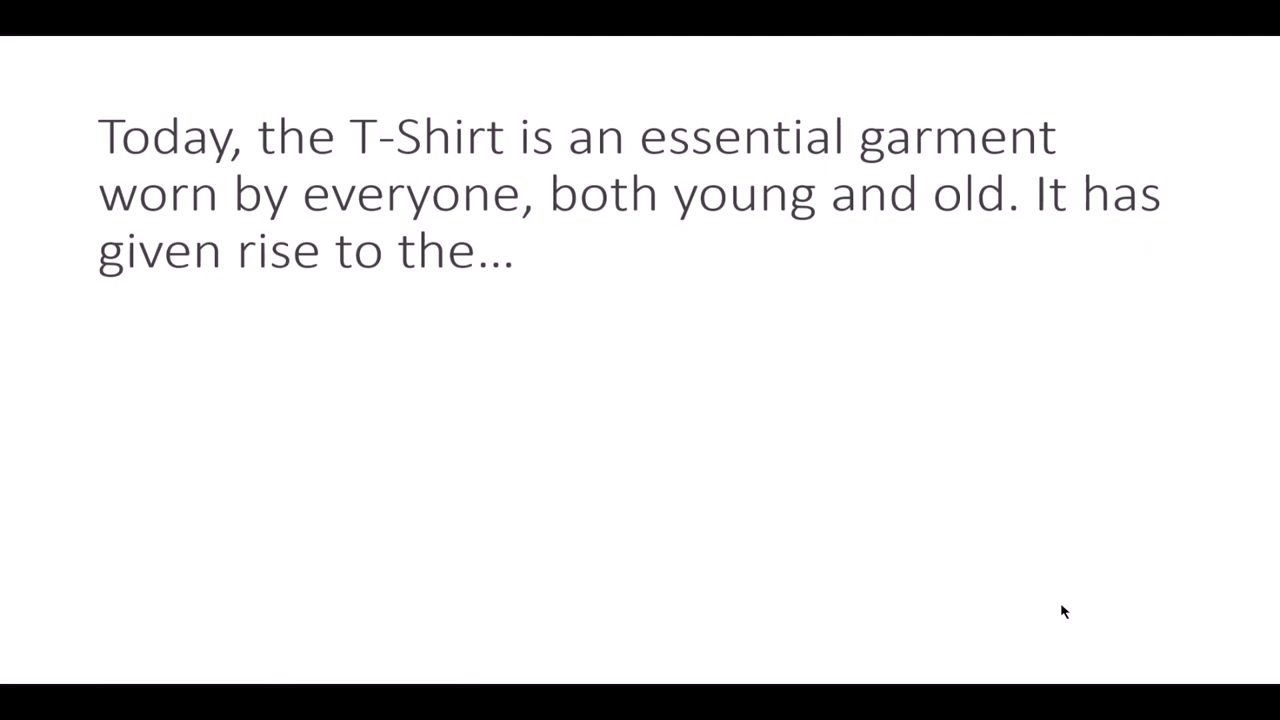 Today, the T-Shirt is an essential garment
worn by everyone, both young and old. It has
given rise to the…